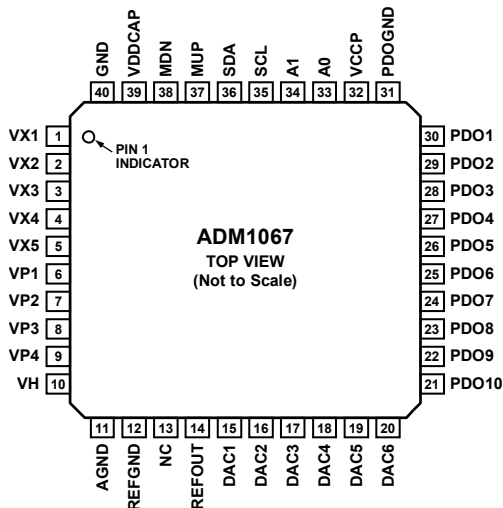 GND VDDCAP MDN MUP SDA SCL A1 A0 VCCP PDOGND
40 39 38 37 36 35 34 33 32 31
VX1 1
VX2 2
VX3 3
VX4 4
VX5 5
VP1 6
VP2 7
VP3 8
VP4 9
VH 10
PIN 1
INDICATOR
ADM1067
TOP VIEW
(Not to Scale)
30 PDO1
29 PDO2
28 PDO3
27 PDO4
26 PDO5
25 PDO6
24 PDO7
23 PDO8
22 PDO9
21 PDO10
11 12 13 14 15 16 17 18 19 20
AGND REFGND NC REFOUT DAC1 DAC2 DAC3 DAC4 DAC5 DAC6